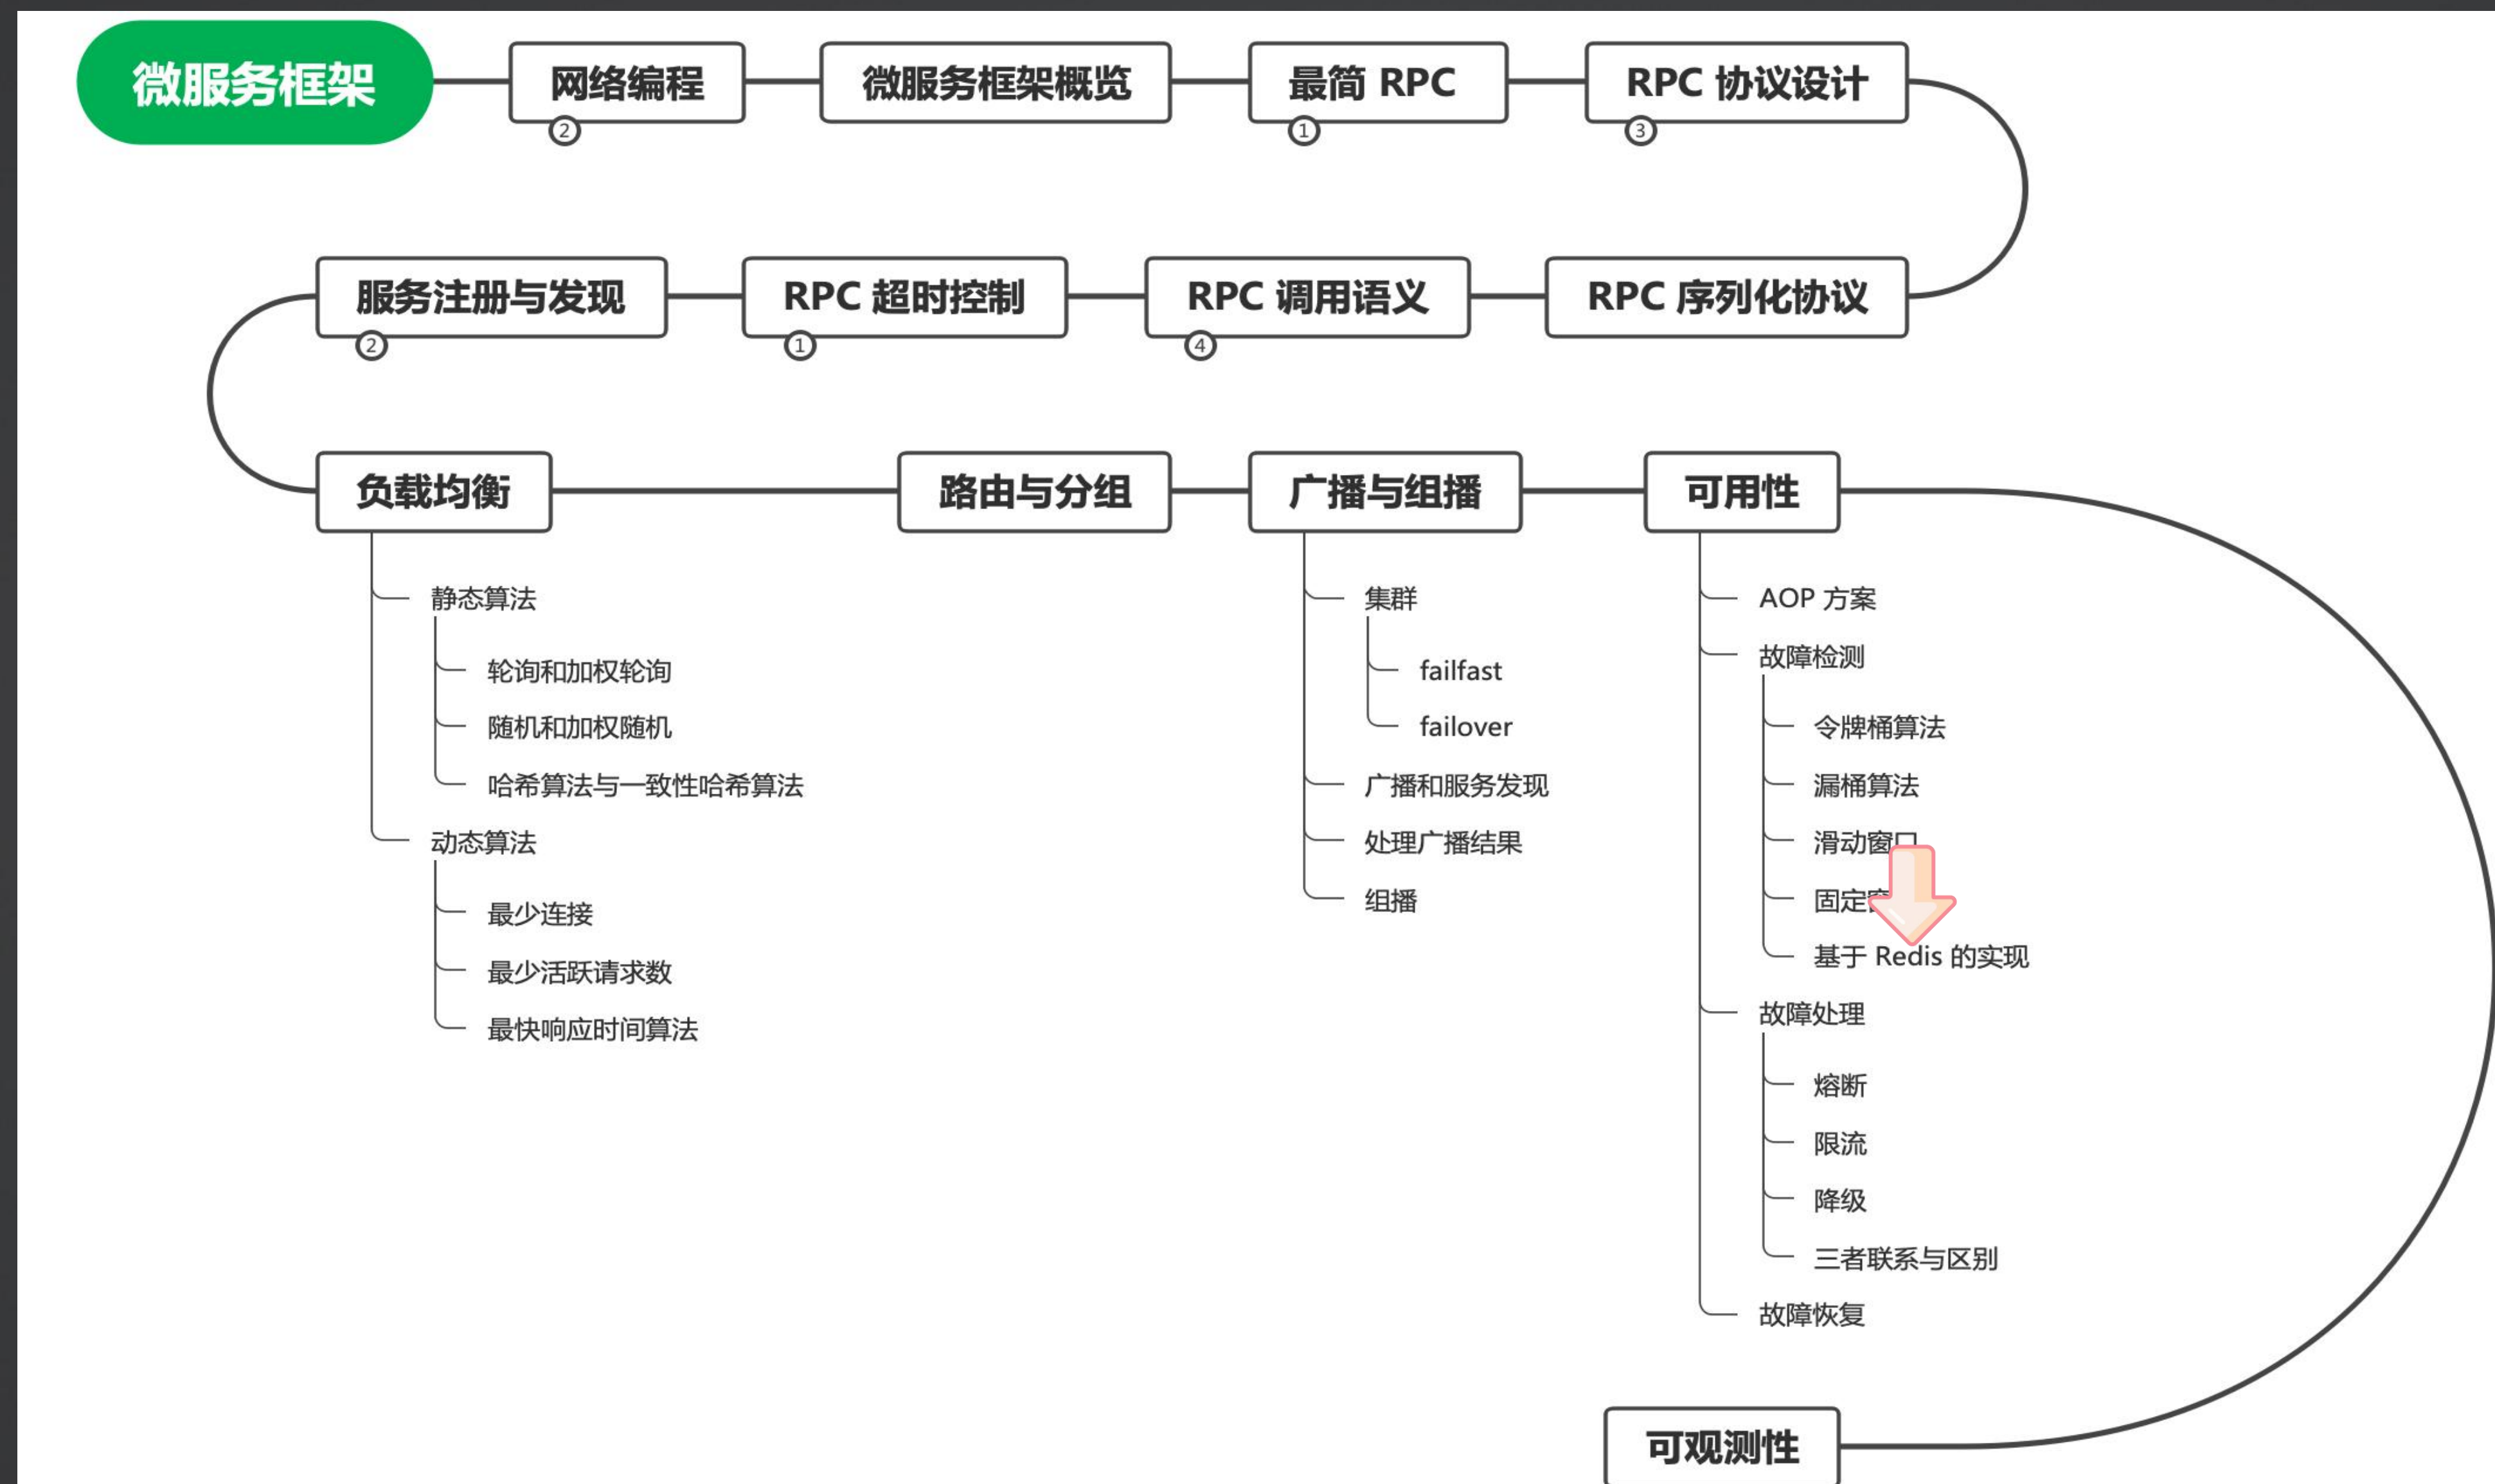 微服务框架
网络编程
2
微服务框架概览
最简 RPC
1
RPC 协议设计
3
RPC 序列化协议
RPC 调用语义
4
RPC 超时控制
1
服务注册与发现
2
负载均衡
静态算法
轮询和加权轮询
随机和加权随机
哈希算法与一致性哈希算法
动态算法
最少连接
最少活跃请求数
最快响应时间算法
路由与分组
广播与组播
集群
failfast
failover
广播和服务发现
处理广播结果
组播
可用性
AOP 方案
故障检测
令牌桶算法
漏桶算法
滑动窗口
固定
基于 Redis 的实现
故障处理
熔断
限流
降级
三者联系与区别
故障恢复
可观测性